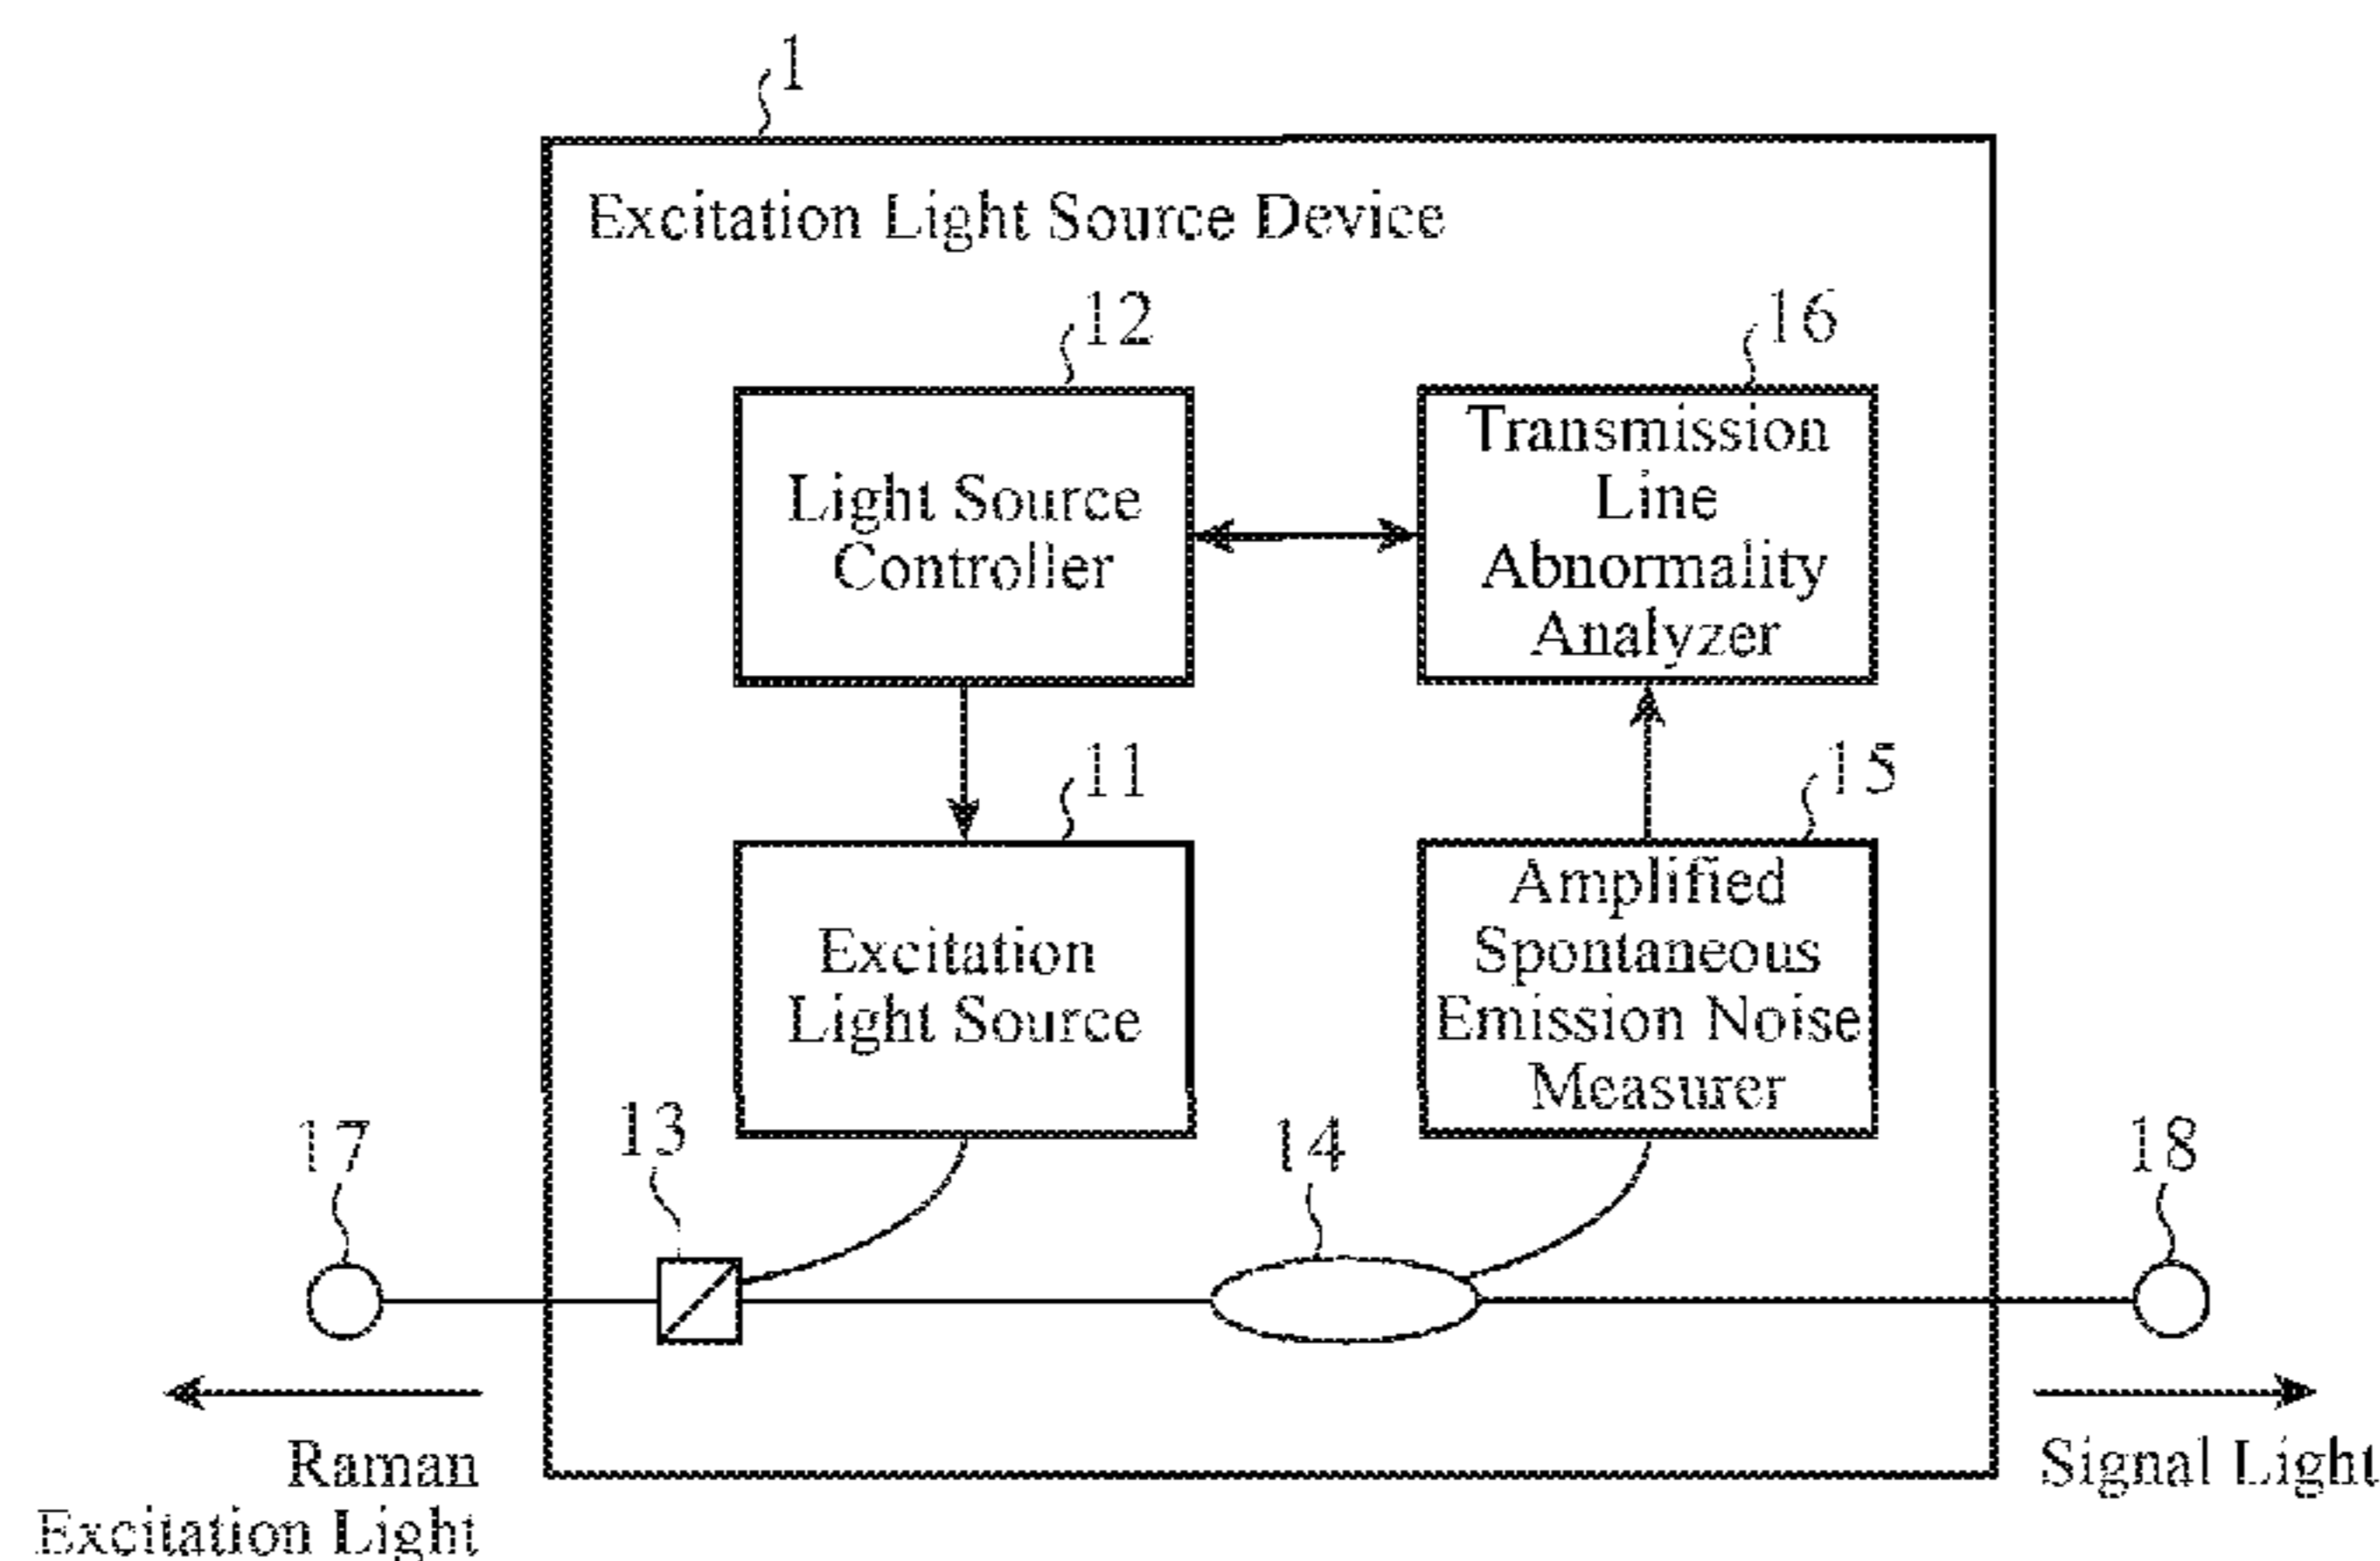 1
Excitation Light Source Device
12
16
Light Source
Controller
Transmission
Line
Abnormality
Analyzer
11
15
Excitation
Light Source
Amplified
Spontaneous
Emission Noise
Measurer
17
13
14
18
Raman
Excitation Light
Signal Light